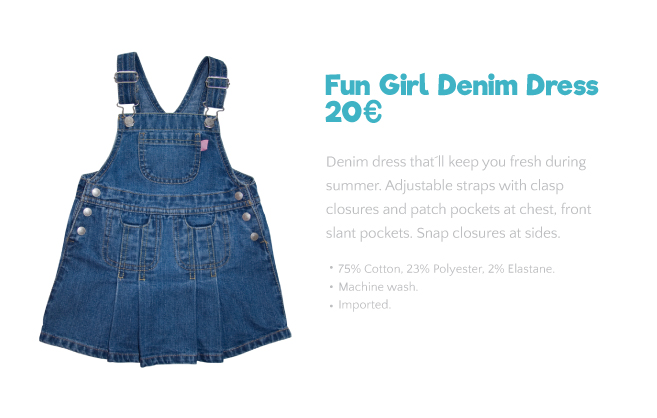 Fun Girl Denim Dress
20€
Denim dress that'll keep you fresh during
summer. Adjustable straps with clasp
closures and patch pockets at chest, front
slant pockets. Snap closures at sides.
• 75% Cotton, 23% Polyester, 2% Elastane.
• Machine wash.
• Imported.